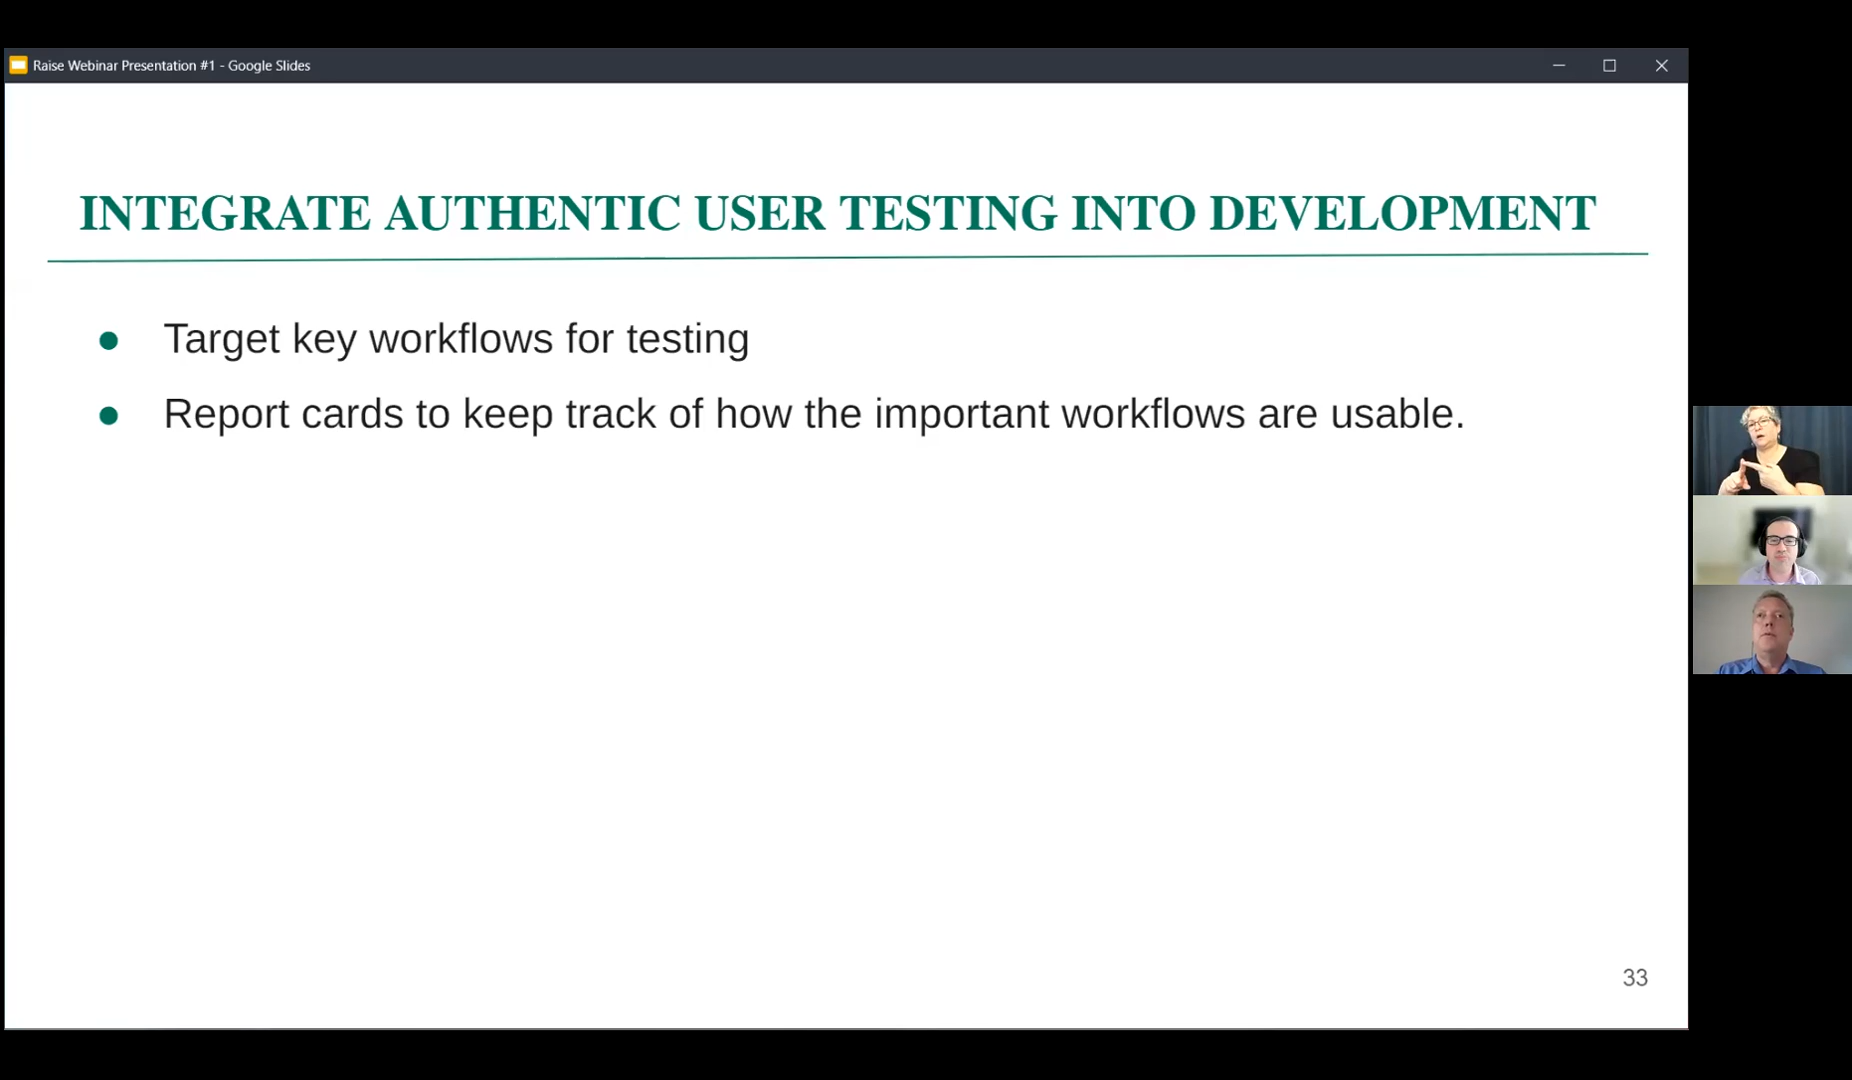 Raise Webinar Presentation #1 - Google Slides
INTEGRATE AUTHENTIC USER TESTING INTO DEVELOPMENT
● Target key workflows for testing
● Report cards to keep track of how the important workflows are usable.
33